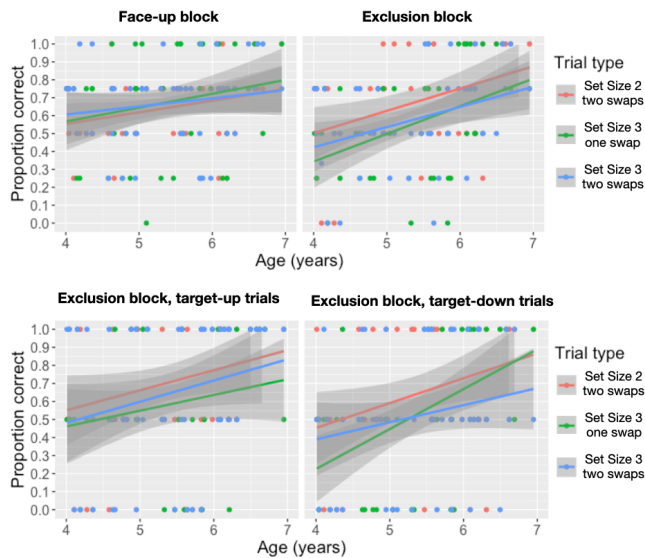 Face-up block
Exclusion block
Proportion correct
1.0
0.9
0.8
0.7
0.6
0.5
0.4
0.3
0.2
0.1
0.0
4 5 6 7
4 5 6 7
Age (years)
Trial type
Set Size 2
two swaps
Set Size 3
one swap
Set Size 3
two swaps
Exclusion block, target-up trials
Exclusion block, target-down trials
Proportion correct
1.0
0.9
0.8
0.7
0.6
0.5
0.4
0.3
0.2
0.1
0.0
4 5 6 7
4 5 6 7
Age (years)
Trial type
Set Size 2
two swaps
Set Size 3
one swap
Set Size 3
two swaps